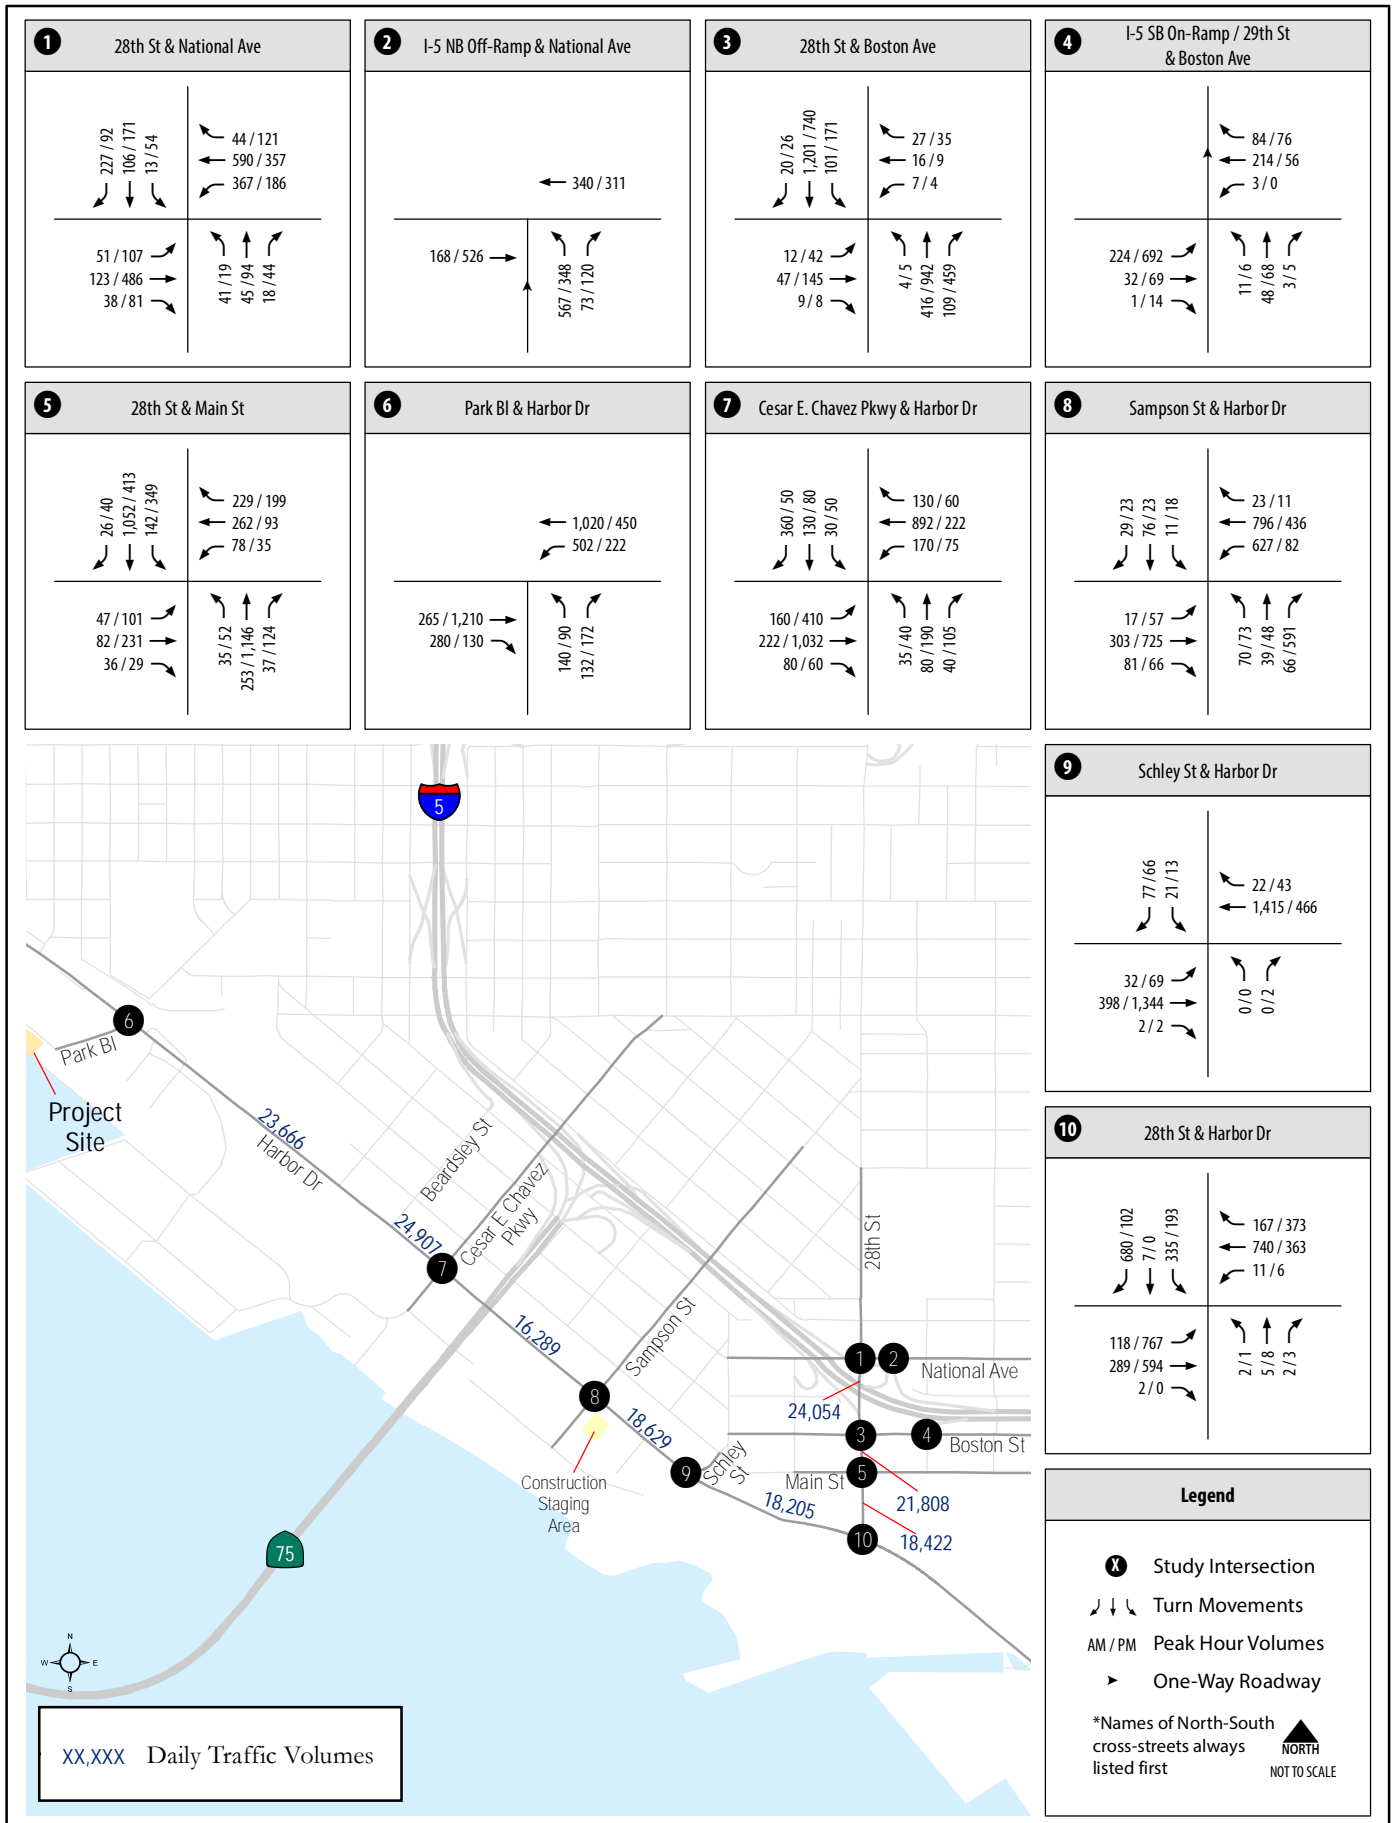 1
28th St & National Ave
227 / 92
106 / 171
13 / 54
44 / 121
590 / 357
367 / 186
51 / 107
123 / 486
38 / 81
41 / 19
45 / 94
18 / 44
2
I-5 NB Off-Ramp & National Ave
340 / 311
168 / 526
567 / 348
73 / 120
3
28th St & Boston Ave
20 / 26
1,201 / 740
101 / 171
27 / 35
16 / 9
7 / 4
12 / 42
47 / 145
9 / 8
4 / 5
416 / 942
109 / 459
4
I-5 SB On-Ramp / 29th St
& Boston Ave
84 / 76
214 / 56
3 / 0
224 / 692
32 / 69
1 / 14
11 / 6
48 / 68
3 / 5
5
28th St & Main St
26 / 40
1,052 / 413
142 / 349
229 / 199
262 / 93
78 / 35
47 / 101
82 / 231
36 / 29
35 / 52
253 / 1,146
37 / 124
6
Park Bl & Harbor Dr
1,020 / 450
502 / 222
265 / 1,210
280 / 130
140 / 90
132 / 172
7
Cesar E. Chavez Pkwy & Harbor Dr
360 / 50
130 / 80
30 / 50
130 / 60
892 / 222
170 / 75
160 / 410
222 / 1,032
80 / 60
35 / 40
80 / 190
40 / 105
8
Sampson St & Harbor Dr
29 / 23
76 / 23
11 / 18
23 / 11
796 / 436
627 / 82
17 / 57
303 / 725
81 / 66
70 / 73
39 / 48
66 / 591
9
Schley St & Harbor Dr
77 / 66
21 / 13
22 / 43
1,415 / 466
32 / 69
398 / 1,344
2 / 2
0 / 0
0 / 2
10
28th St & Harbor Dr
680 / 102
7 / 0
335 / 193
167 / 373
740 / 363
11 / 6
118 / 767
289 / 594
2 / 0
2 / 1
5 / 8
2 / 3
5
6
Park Bl
Project
Site
23,666
Harbor Dr
Beardsley St
24,907
Cesar E. Chavez
Pkwy
7
16,289
Sampson St
8
18,629
Construction
Staging
Area
9
Schley
St
28th St
1
2
National Ave
24,054
3
4
Boston St
Main St
5
21,808
18,205
10
18,422
75
N
W
E
S
XX,XXX Daily Traffic Volumes
Legend
X Study Intersection
Turn Movements
AM / PM Peak Hour Volumes
One-Way Roadway
*Names of North-South
cross-streets always
listed first
NORTH
NOT TO SCALE